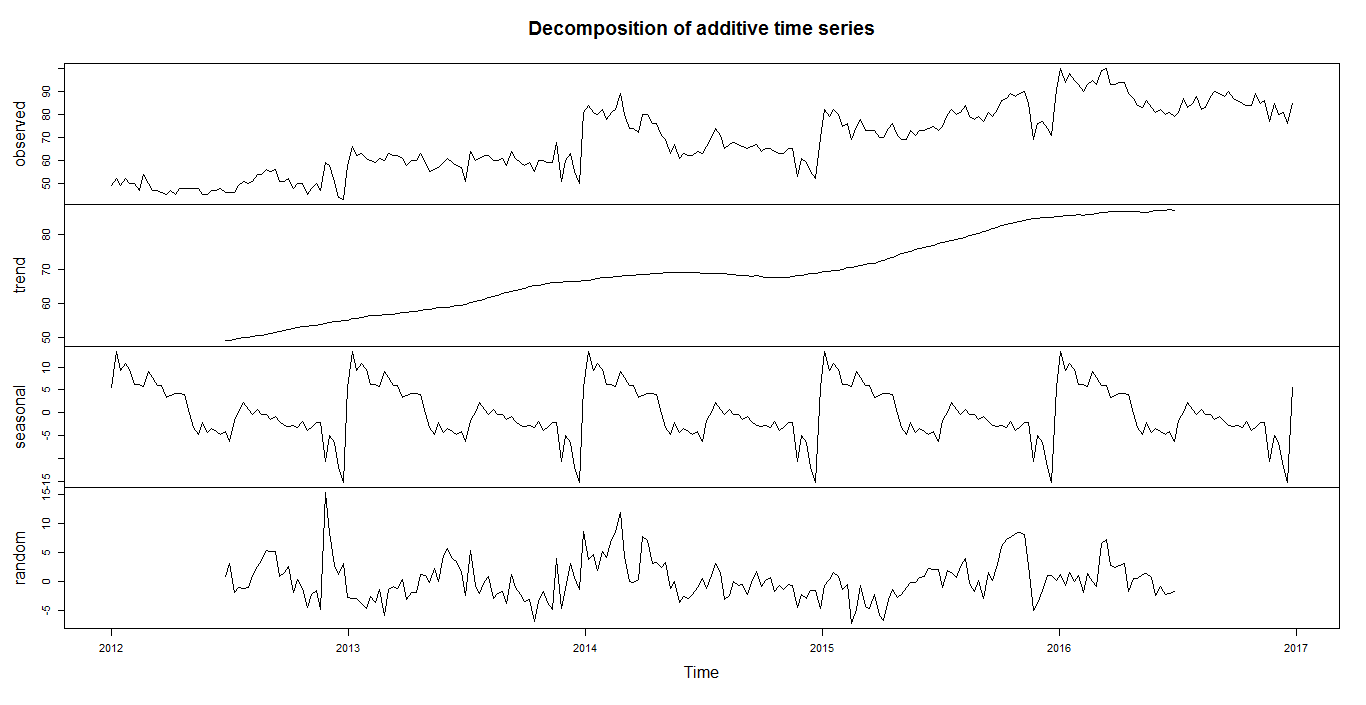 Decomposition of additive time series
observed
50 60 70 80 90
trend
50 60 70 80
seasonal
-15 -5 0 5 10
random
-5 0 5 10 15
2012 2013 2014 2015 2016 2017
Time